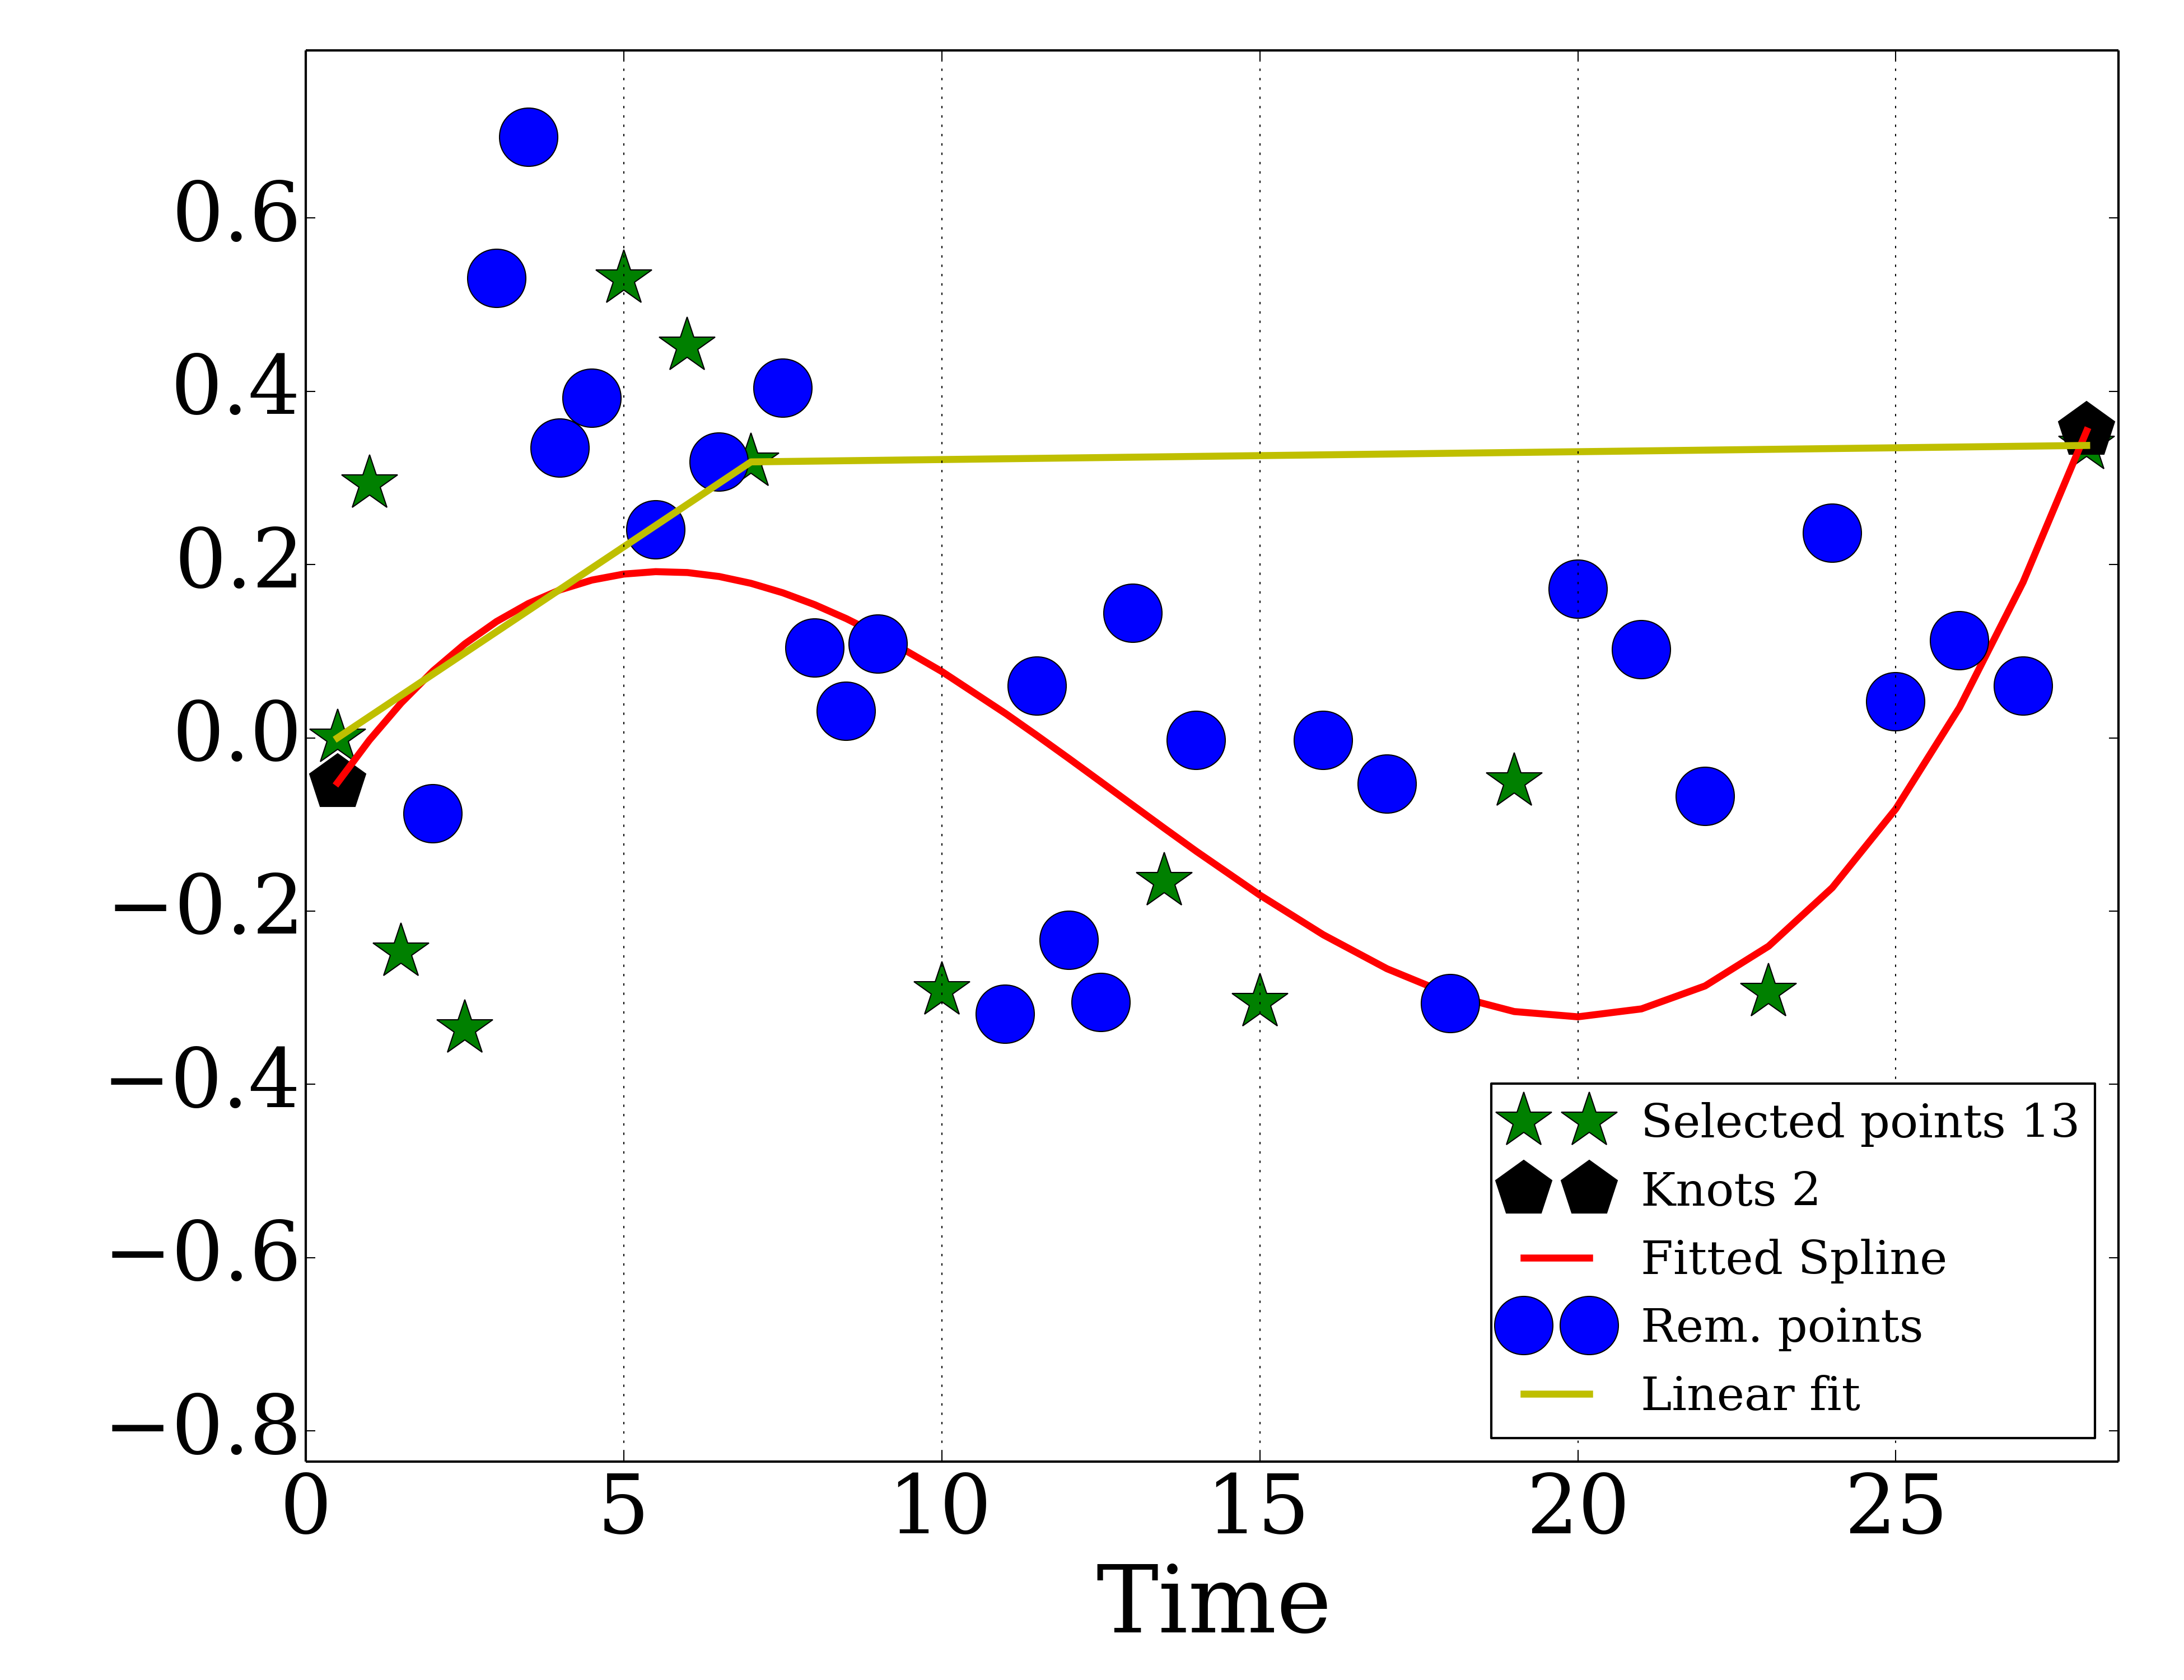 0.6
0.4
0.2
0.0
−0.2
−0.4
−0.6
−0.8
Selected points 13
Knots 2
Fitted Spline
Rem. points
Linear fit
0 5 10 15 20 25
Time